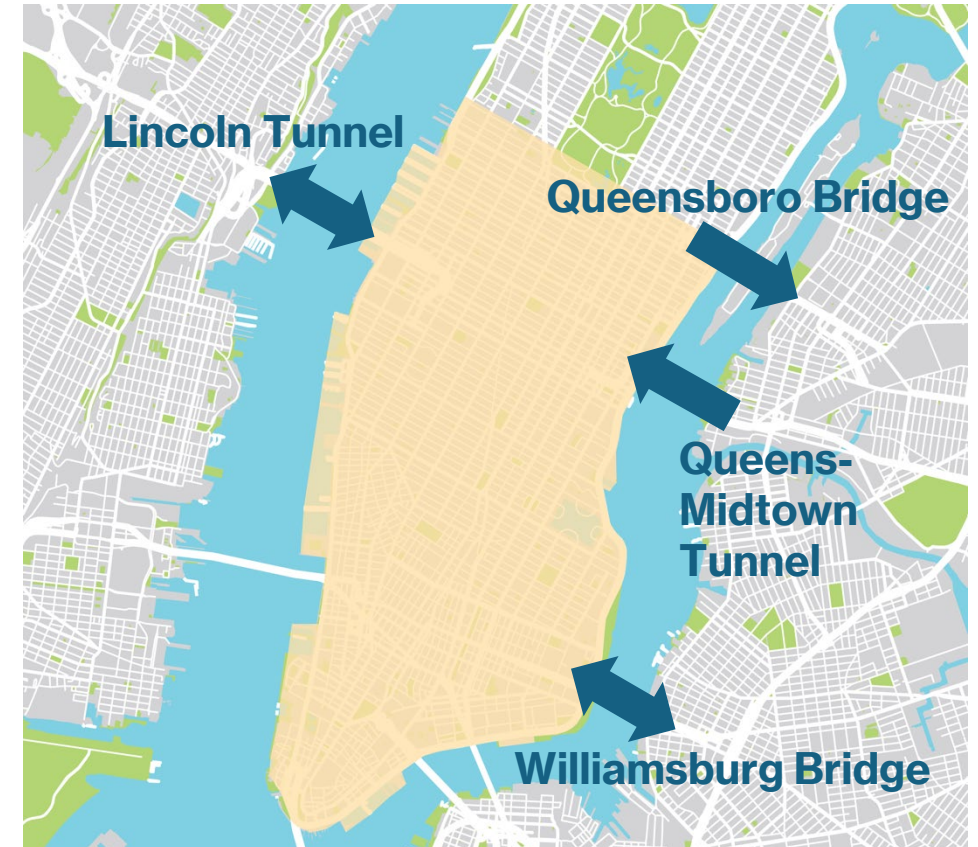 Lincoln Tunnel
Queensboro Bridge
Queens-
Midtown
Tunnel
Williamsburg Bridge